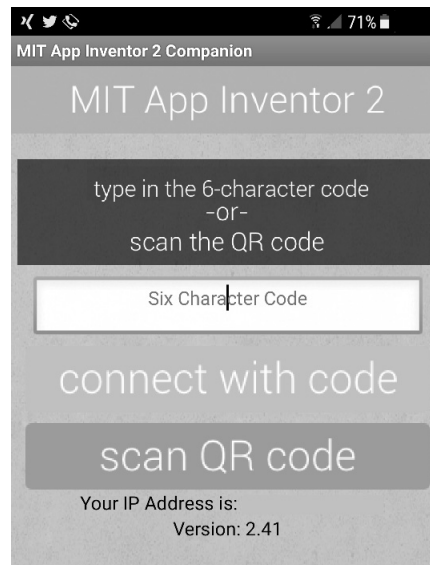 71%
MIT App Inventor 2 Companion
MIT App Inventor 2
type in the 6-character code
-or-
scan the QR code
Six Character Code
connect with code
scan QR code
Your IP Address is:
Version: 2.41